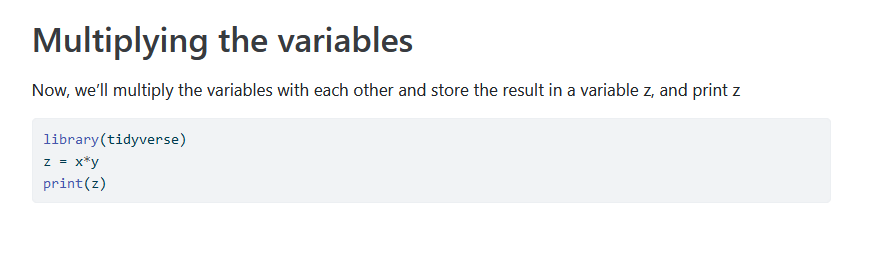 Multiplying the variables
Now, we’ll multiply the variables with each other and store the result in a variable z, and print z
library(tidyverse)
z = x*y
print(z)